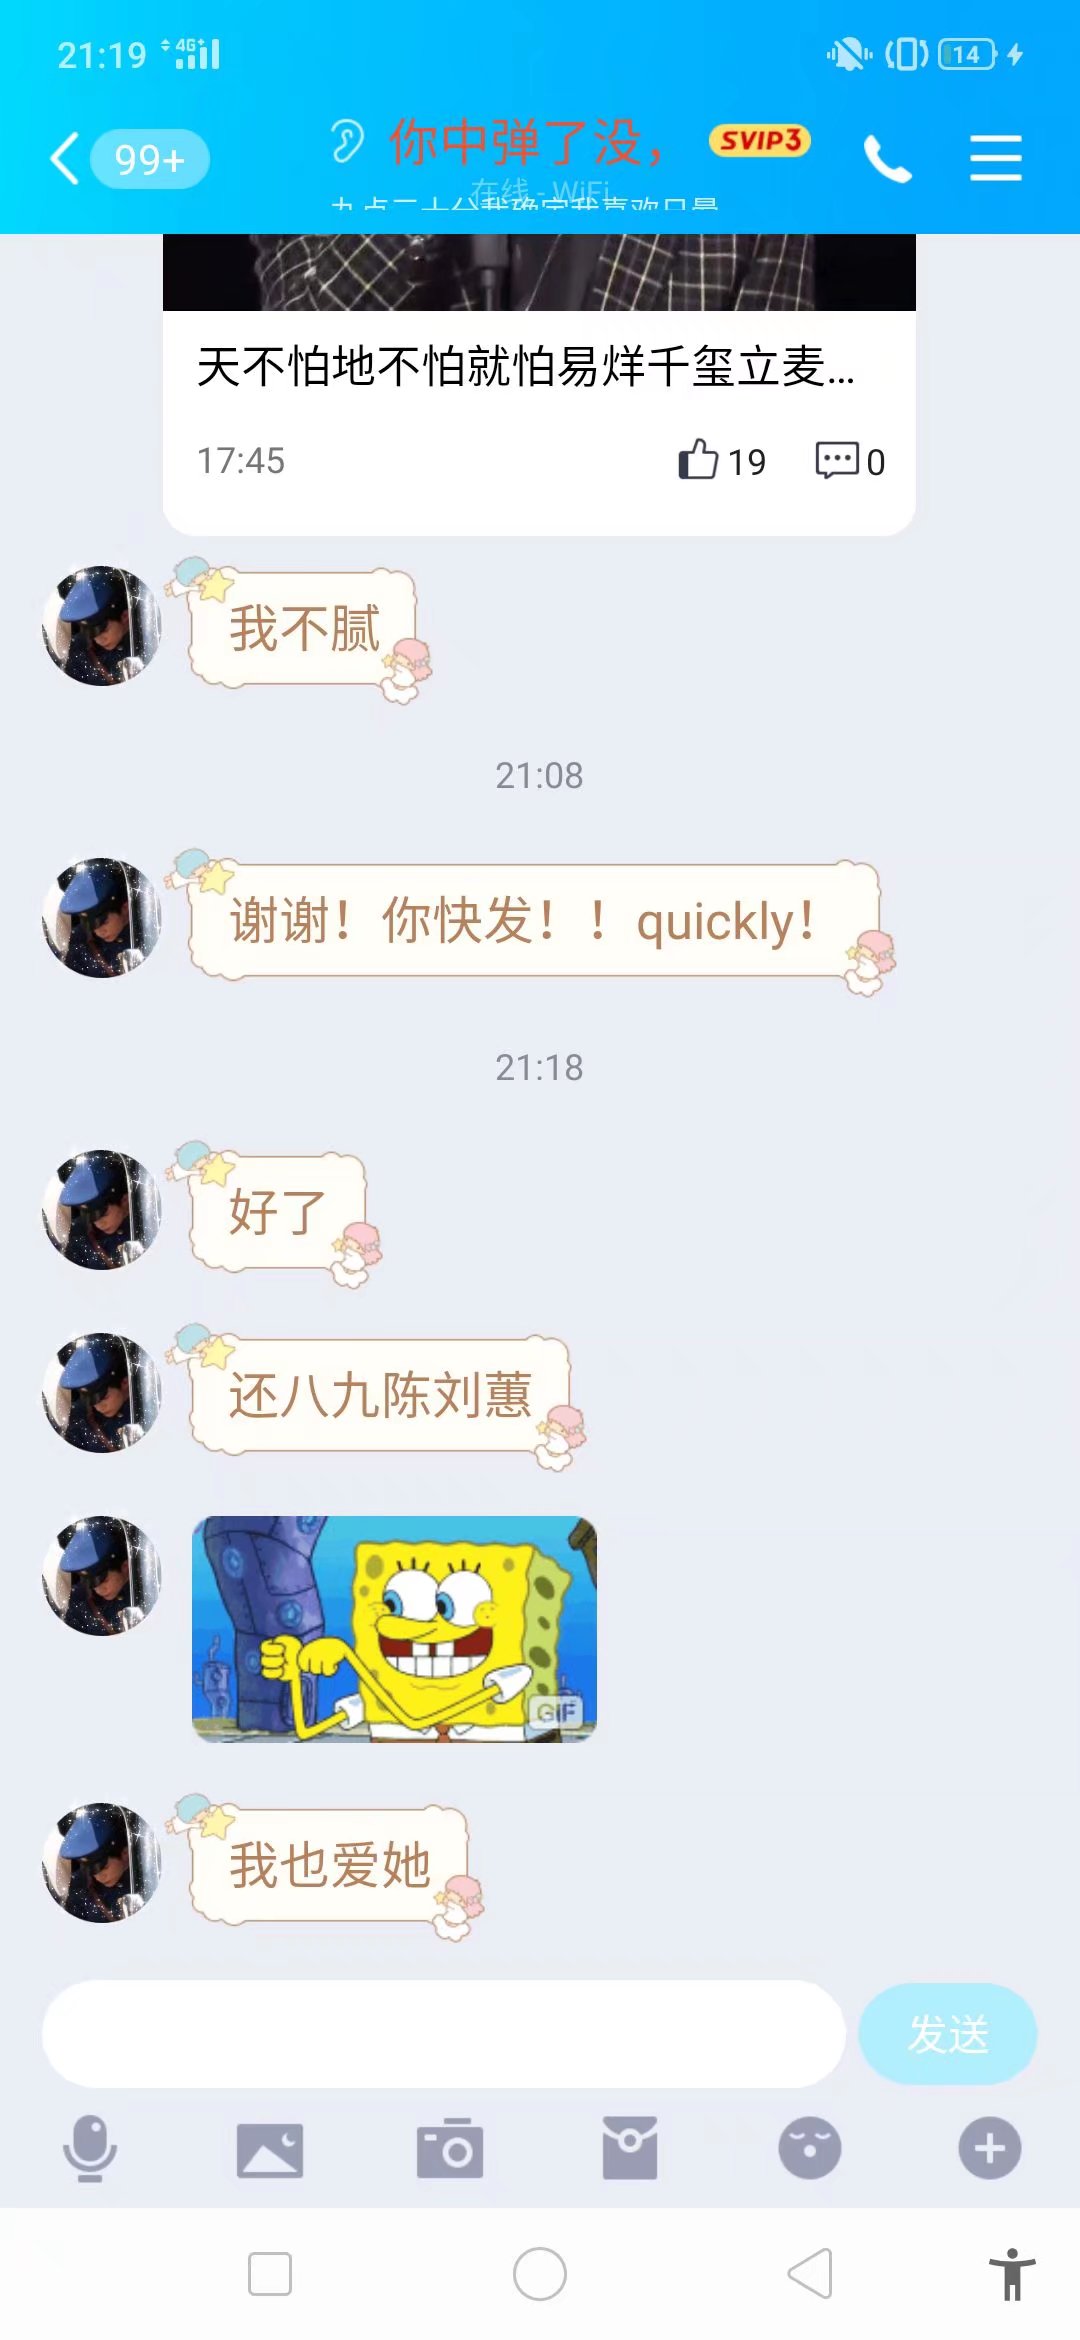 21:19 4G+ 14
99+ 你中弹了没， SVIP3
在线 - WiFi
天不怕地不怕就怕易烊千玺立麦...
17:45 19 0
我不腻
21:08
谢谢！你快发！！quickly！
21:18
好了
还八九陈刘蕙
GIF
我也爱她
发送